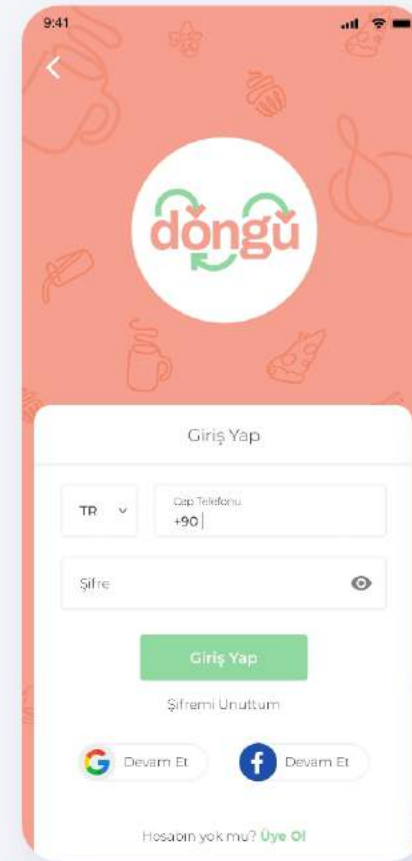 9:41
döngü
Giriş Yap
TR
Cep Telefonu
+90
Şifre
Giriş Yap
Şifremi Unuttum
Devam Et
Devam Et
Hesabın yok mu? Üye Ol